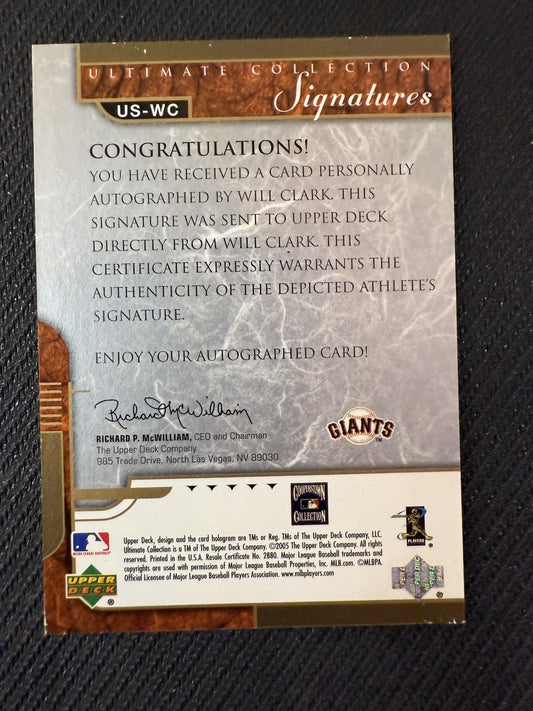 ULTIMATE COLLECTION
Signatures
US-WC
CONGRATULATIONS!
YOU HAVE RECEIVED A CARD PERSONALLY
AUTOGRAPHED BY WILL CLARK. THIS
SIGNATURE WAS SENT TO UPPER DECK
DIRECTLY FROM WILL CLARK. THIS
CERTIFICATE EXPRESSLY WARRANTS THE
AUTHENTICITY OF THE DEPICTED ATHLETE'S
SIGNATURE.
ENJOY YOUR AUTOGRAPHED CARD!
Richard P. McWilliam
RICHARD P. McWILLIAM, CEO and Chairman
The Upper Deck Company
985 Trade Drive, North Las Vegas, NV 89030
GIANTS
TM
COOPERSTOWN
COLLECTION
MAJOR LEAGUE BASEBALL
PLAYERS
Upper Deck, design and the card hologram are TMs or Reg. TMs of The Upper Deck Company, LLC.
Ultimate Collection is a TM of The Upper Deck Company. ©2005 The Upper Deck Company. All rights
reserved. Printed in the U.S.A. Resale Certificate No. 2880. Major League Baseball trademarks and
copyrights are used with permission of Major League Baseball Properties, Inc. MLB.com. ©MLBPA.
Official Licensee of Major League Baseball Players Association. www.mlbplayers.com
UPPER
DECK
®
®